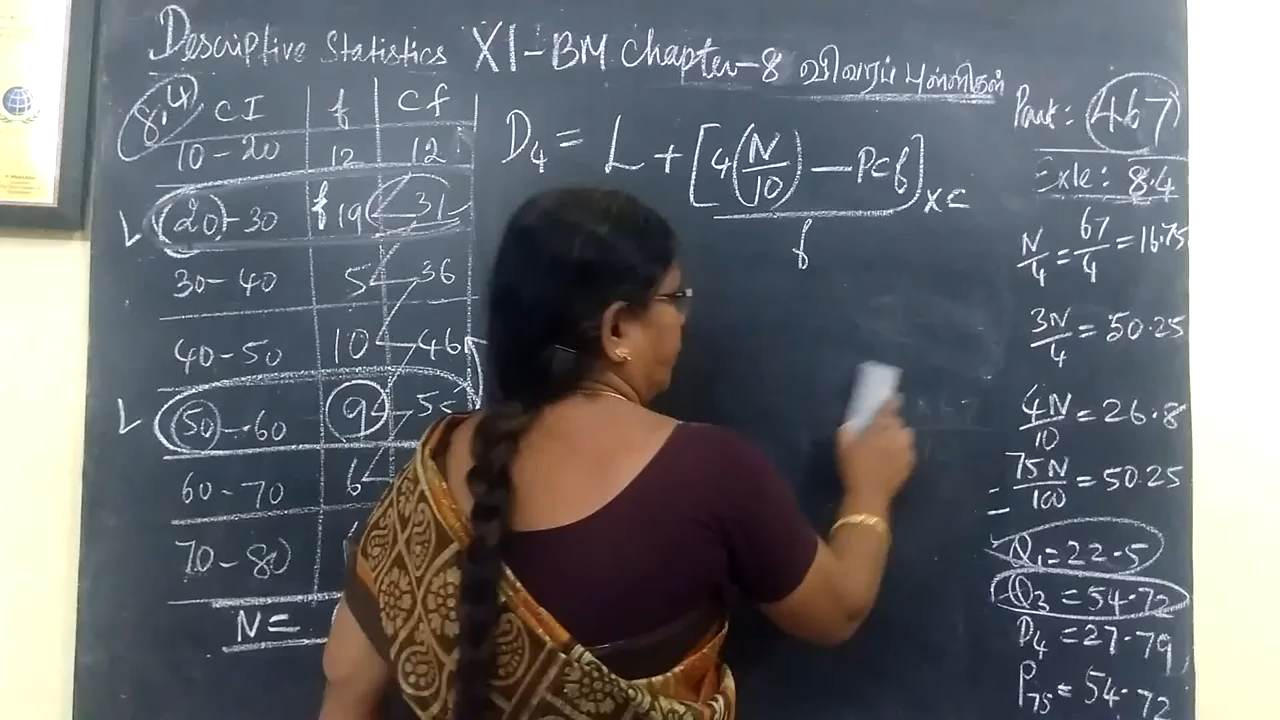 Descriptive Statistics XI-BM Chapter-8 விவரப் புள்ளியியல்
8.4 CI f cf
10-20 12 12
20-30 f 19 31
30-40 5 36
40-50 10 46
50-60 9 55
60-70 6
70-80
N=
D₄ = L + [4(N/10) - Pcf] / f × c
467
Exle: 8.4
N/4 = 67/4 = 16.75
3N/4 = 50.25
4N/10 = 26.8
75N/100 = 50.25
Q₁ = 22.5
Q₃ = 54.72
D₄ = 27.79
P₇₅ = 54.72